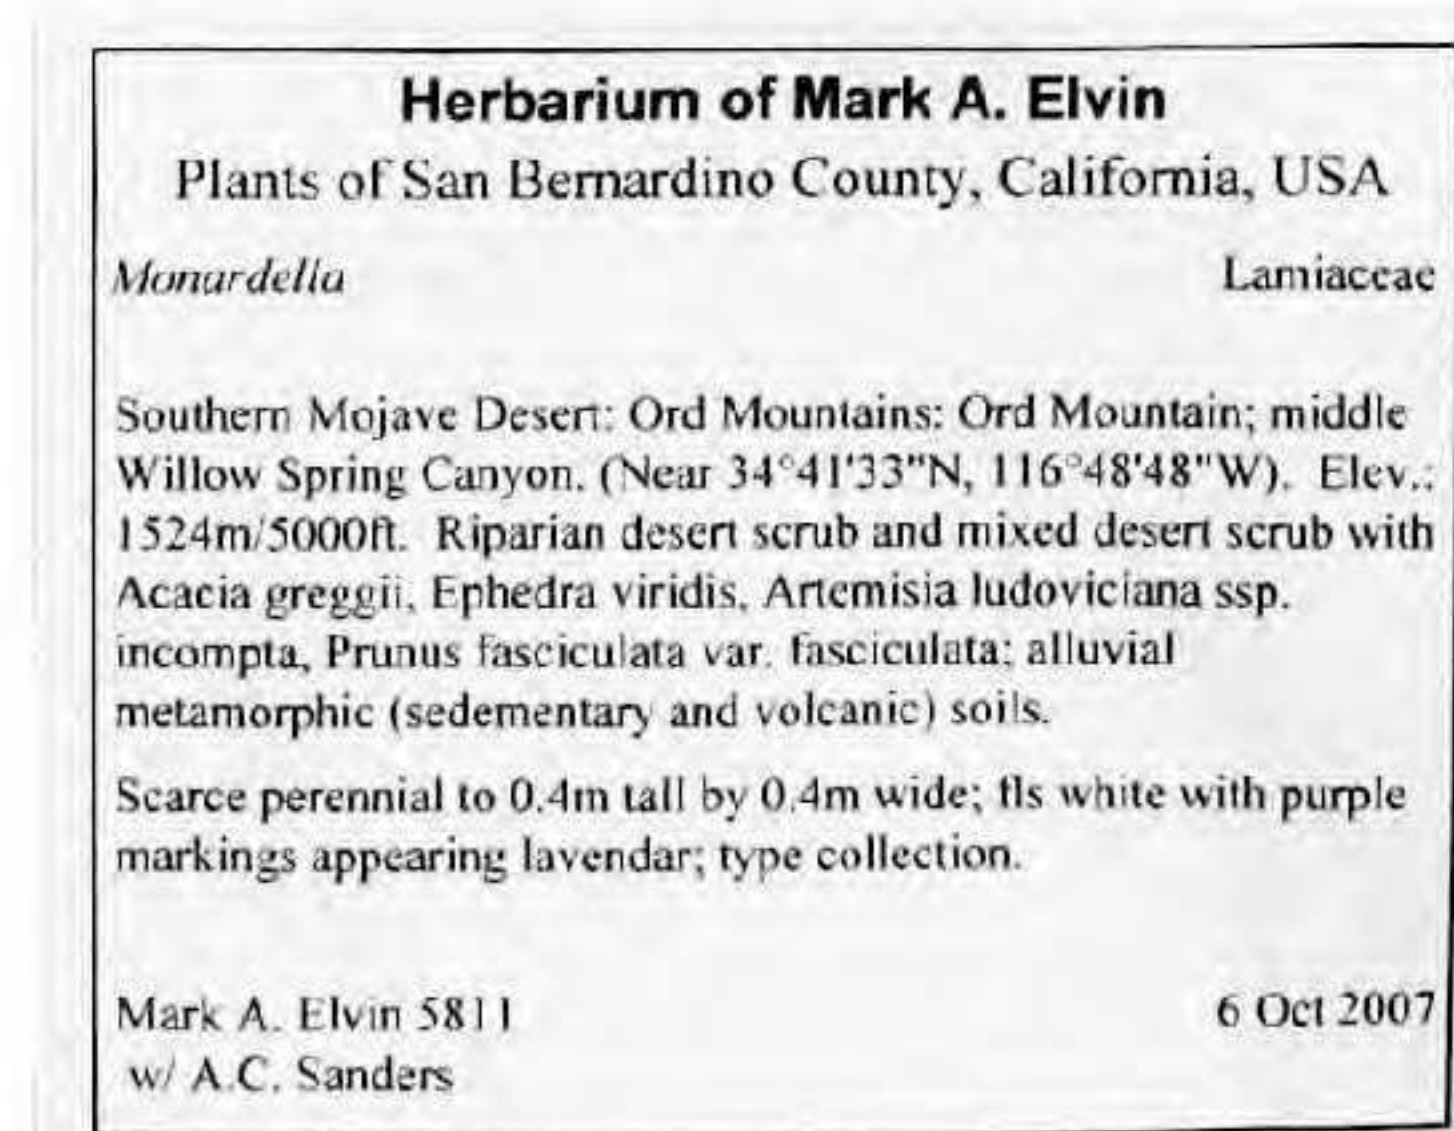 Herbarium of Mark A. Elvin
Plants of San Bernardino County, California, USA
Monardella
Lamiaceae
Southern Mojave Desert: Ord Mountains: Ord Mountain; middle
Willow Spring Canyon. (Near 34°41'33"N, 116°48'48"W). Elev.:
1524m/5000ft. Riparian desert scrub and mixed desert scrub with
Acacia greggii, Ephedra viridis, Artemisia ludoviciana ssp.
incompta, Prunus fasciculata var. fasciculata; alluvial
metamorphic (sedementary and volcanic) soils.
Scarce perennial to 0.4m tall by 0.4m wide; fls white with purple
markings appearing lavendar; type collection.
Mark A. Elvin 5811
6 Oct 2007
w/ A.C. Sanders